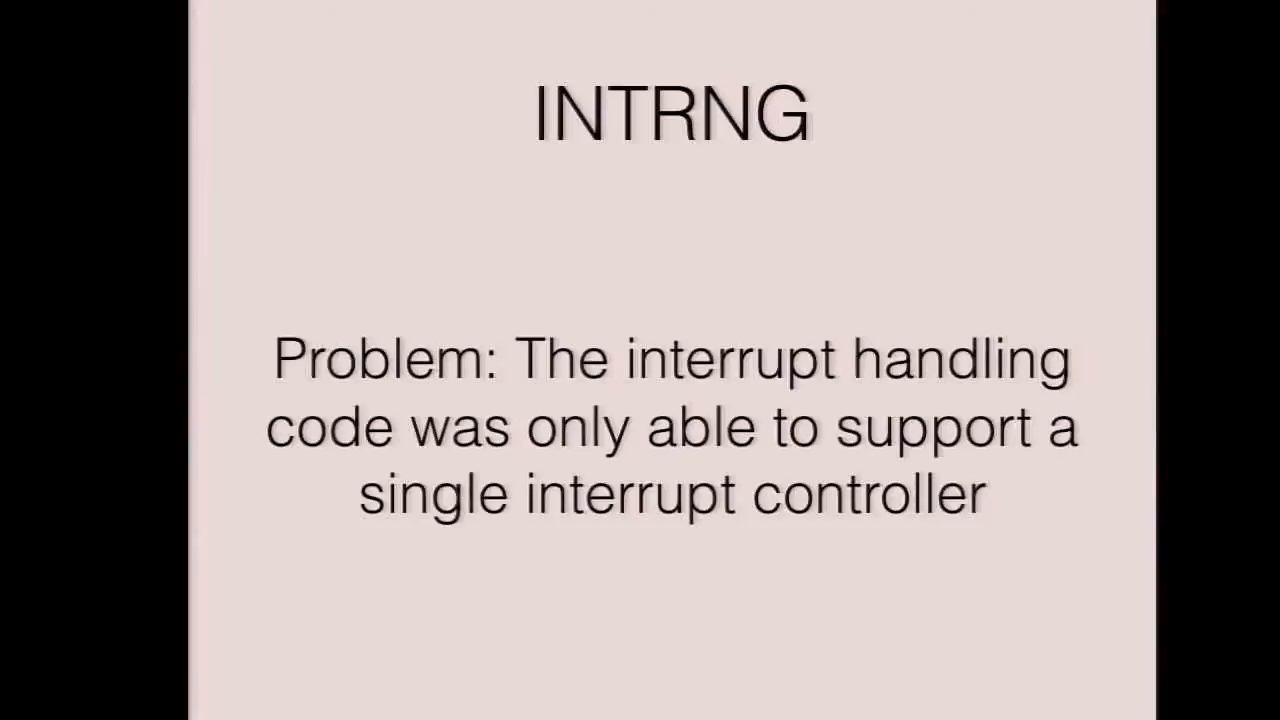 INTRNG
Problem: The interrupt handling
code was only able to support a
single interrupt controller